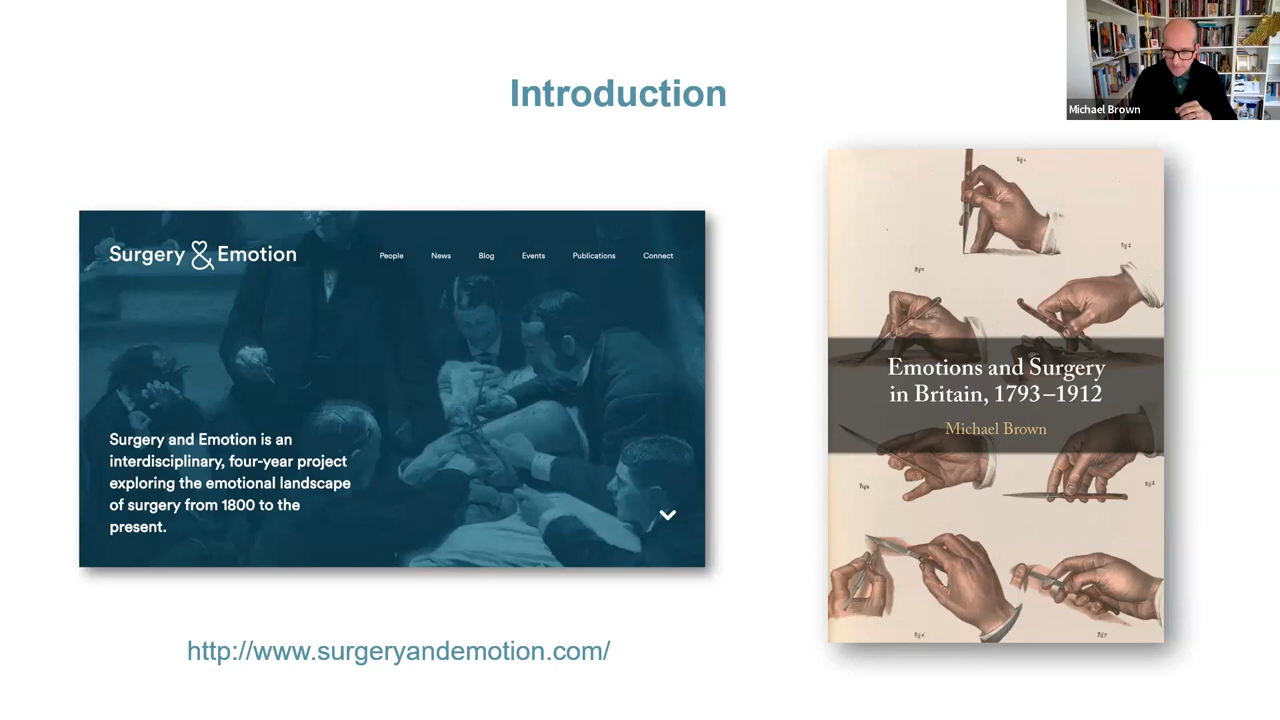 Introduction
Michael Brown
Surgery & Emotion
People
News
Blog
Events
Publications
Connect
Surgery and Emotion is an
interdisciplinary, four-year project
exploring the emotional landscape
of surgery from 1800 to the
present.
http://www.surgeryandemotion.com/
Emotions and Surgery
in Britain, 1793–1912
Michael Brown